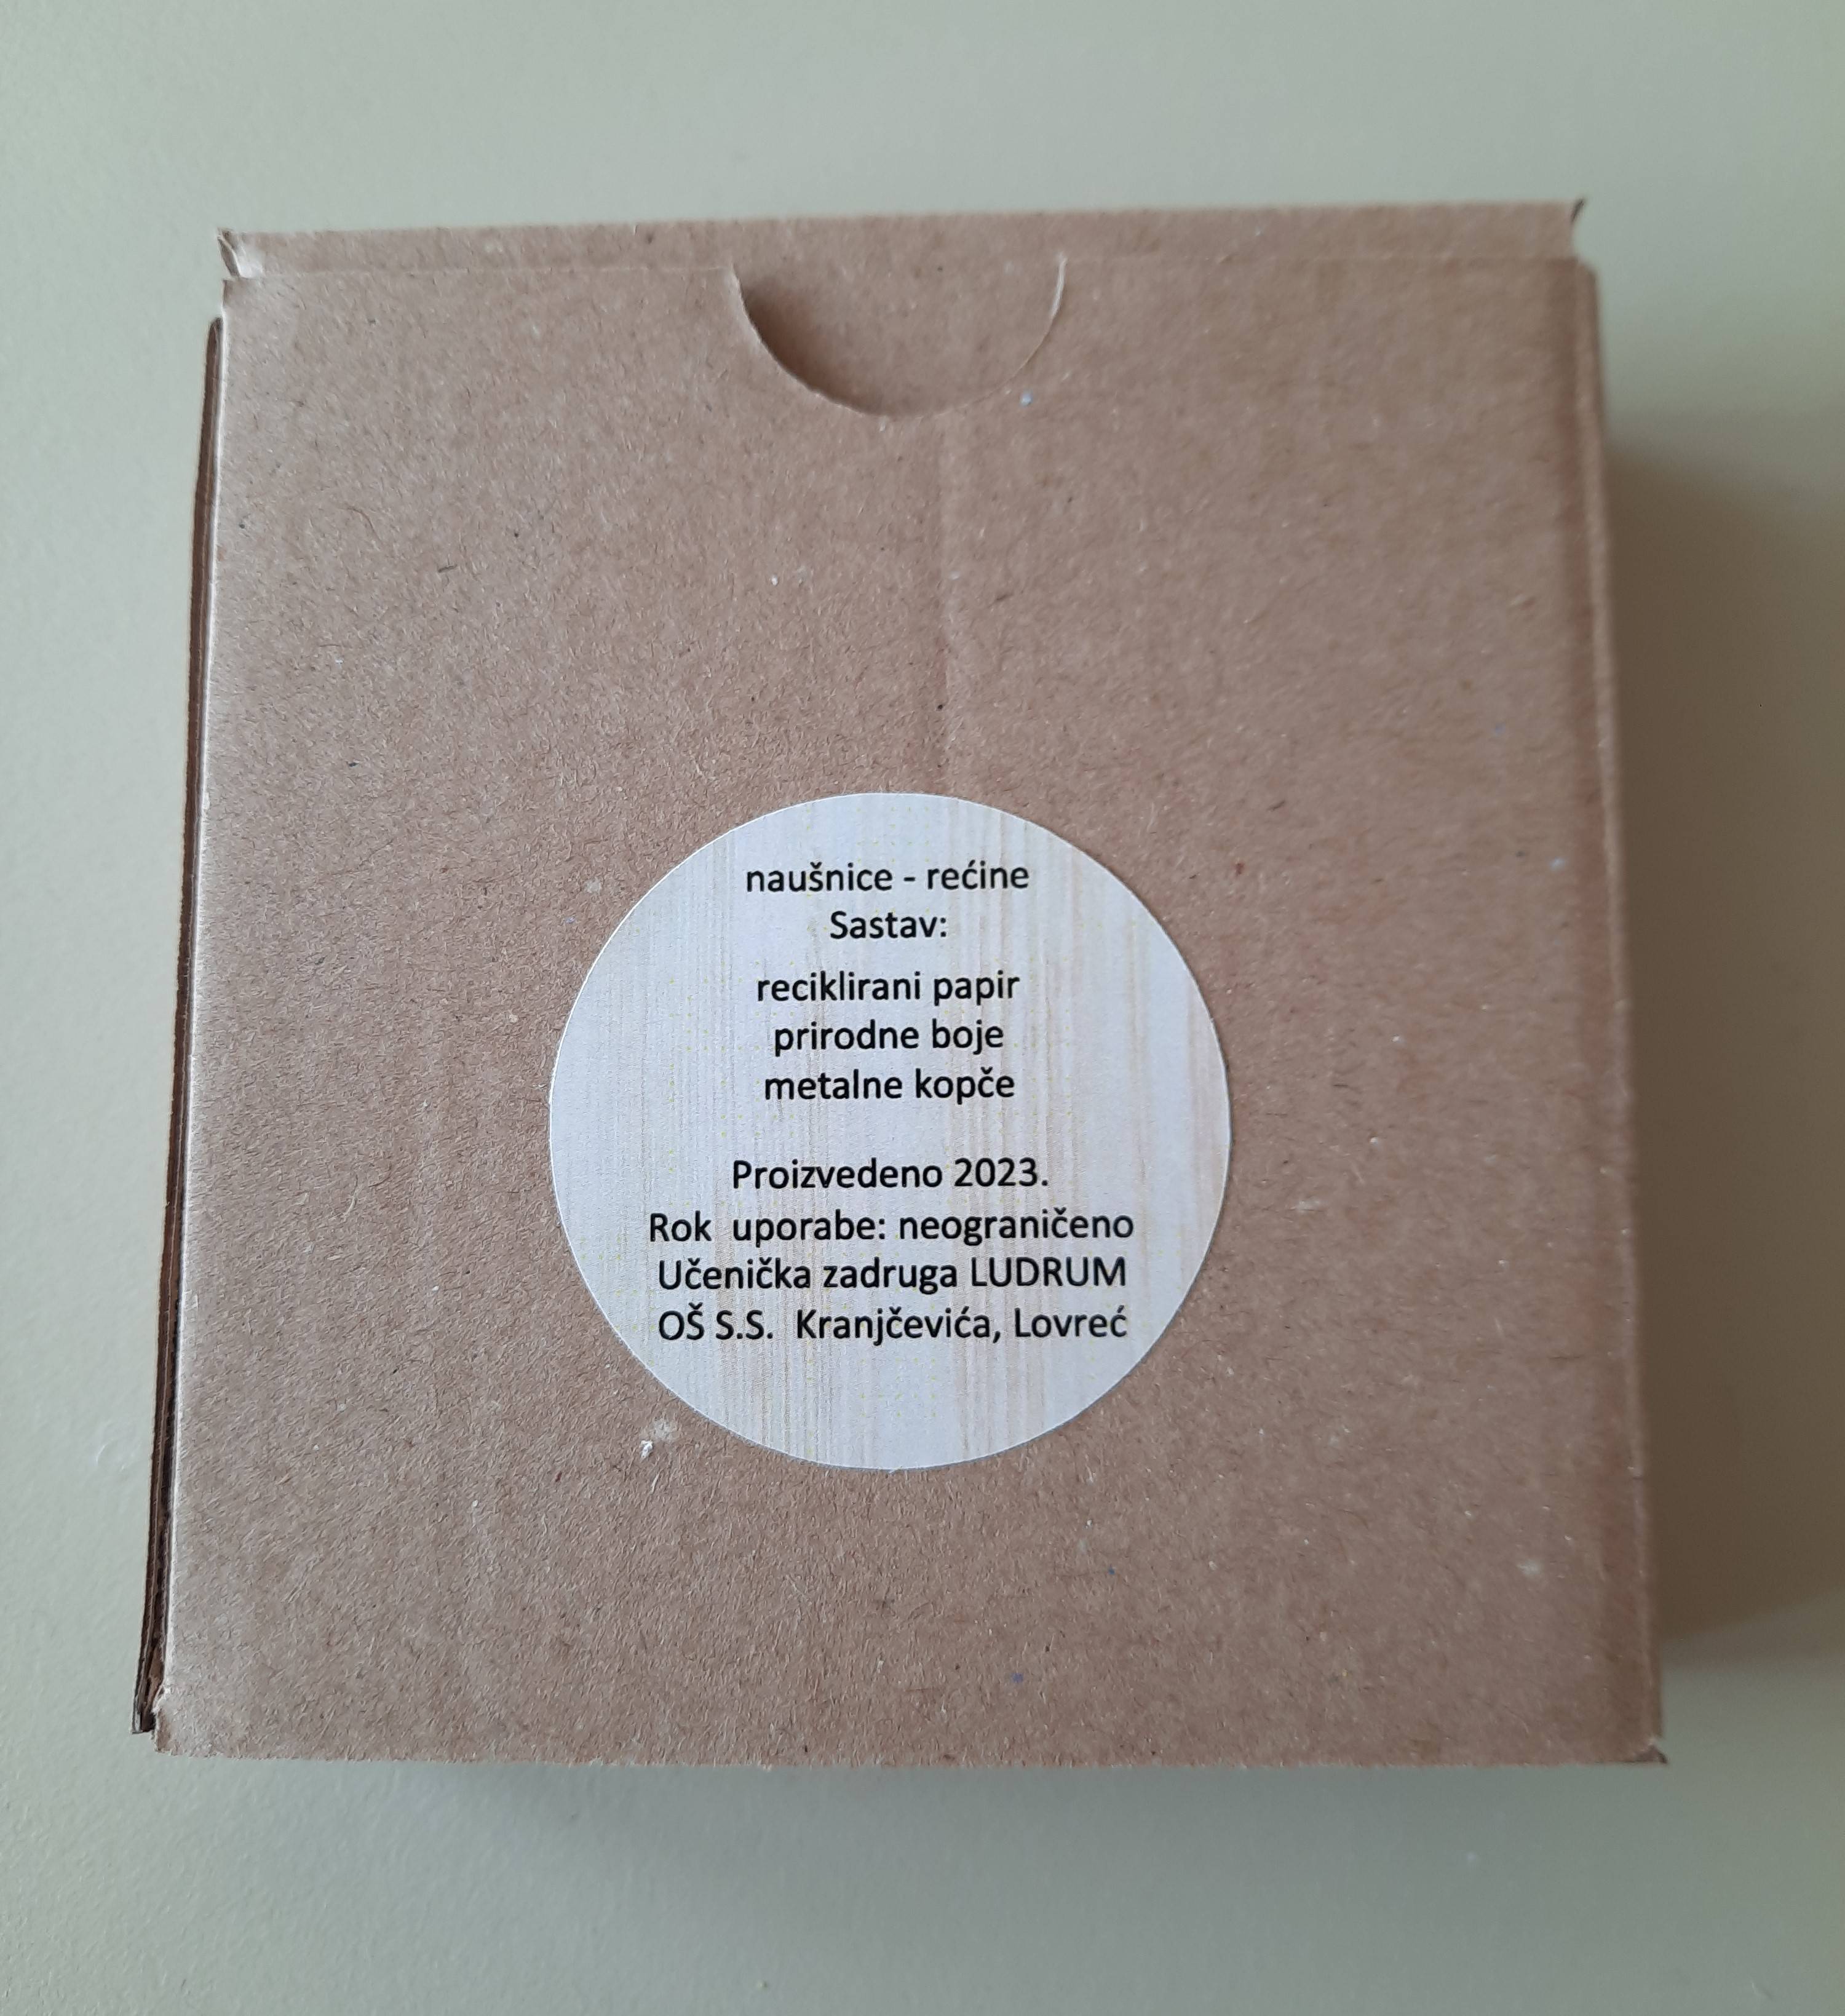 naušnice - rećine
Sastav:
reciklirani papir
prirodne boje
metalne kopče
Proizvedeno 2023.
Rok  uporabe: neograničeno
Učenička zadruga LUDRUM
OŠ S.S.  Kranjčevića, Lovreć